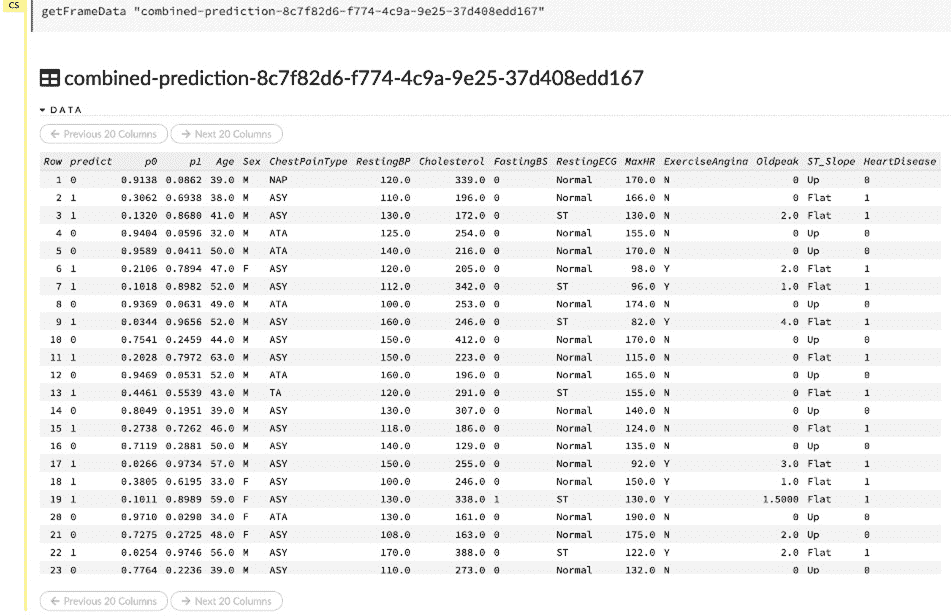 CS
getFrameData "combined-prediction-8c7f82d6-f774-4c9a-9e25-37d408edd167"
combined-prediction-8c7f82d6-f774-4c9a-9e25-37d408edd167
DATA
← Previous 20 Columns → Next 20 Columns
Row predict p0 p1 Age Sex ChestPainType RestingBP Cholesterol FastingBS RestingECG MaxHR ExerciseAngina Oldpeak ST_Slope HeartDisease
1 0 0.9138 0.0862 39.0 M NAP 120.0 339.0 0 Normal 170.0 N 0 Up 0
2 1 0.3062 0.6938 38.0 M ASY 110.0 196.0 0 Normal 166.0 N 0 Flat 1
3 1 0.1320 0.8680 41.0 M ASY 130.0 172.0 0 ST 130.0 N 2.0 Flat 1
4 0 0.9404 0.0596 32.0 M ATA 125.0 254.0 0 Normal 155.0 N 0 Up 0
5 0 0.9589 0.0411 50.0 M ATA 140.0 216.0 0 Normal 170.0 N 0 Up 0
6 1 0.2106 0.7894 47.0 F ASY 120.0 205.0 0 Normal 98.0 Y 2.0 Flat 1
7 1 0.1018 0.8982 52.0 M ASY 112.0 342.0 0 ST 96.0 Y 1.0 Flat 1
8 0 0.9369 0.0631 49.0 M ATA 100.0 253.0 0 Normal 174.0 N 0 Up 0
9 1 0.0344 0.9656 52.0 M ASY 160.0 246.0 0 ST 82.0 Y 4.0 Flat 1
10 0 0.7541 0.2459 44.0 M ASY 150.0 412.0 0 Normal 170.0 N 0 Up 0
11 1 0.2028 0.7972 63.0 M ASY 150.0 223.0 0 Normal 115.0 N 0 Flat 1
12 0 0.9469 0.0531 52.0 M ATA 160.0 196.0 0 Normal 165.0 N 0 Up 0
13 1 0.4461 0.5539 43.0 M TA 120.0 291.0 0 ST 155.0 N 0 Flat 1
14 0 0.8049 0.1951 39.0 M ASY 130.0 307.0 0 Normal 140.0 N 0 Up 0
15 1 0.2738 0.7262 46.0 M ASY 118.0 186.0 0 Normal 124.0 N 0 Flat 1
16 0 0.7119 0.2881 50.0 M ASY 140.0 129.0 0 Normal 135.0 N 0 Up 0
17 1 0.0266 0.9734 57.0 M ASY 150.0 255.0 0 Normal 92.0 Y 3.0 Flat 1
18 1 0.3805 0.6195 33.0 F ASY 100.0 246.0 0 Normal 150.0 Y 1.0 Flat 1
19 1 0.1011 0.8989 59.0 F ASY 130.0 338.0 1 ST 130.0 Y 1.5000 Flat 1
20 0 0.9710 0.0290 34.0 F ATA 130.0 161.0 0 Normal 190.0 N 0 Up 0
21 0 0.7275 0.2725 48.0 F ASY 108.0 163.0 0 Normal 175.0 N 2.0 Up 0
22 1 0.0254 0.9746 56.0 M ASY 170.0 388.0 0 ST 122.0 Y 2.0 Flat 1
23 0 0.7764 0.2236 39.0 M ASY 110.0 273.0 0 Normal 132.0 N 0 Up 0
← Previous 20 Columns → Next 20 Columns